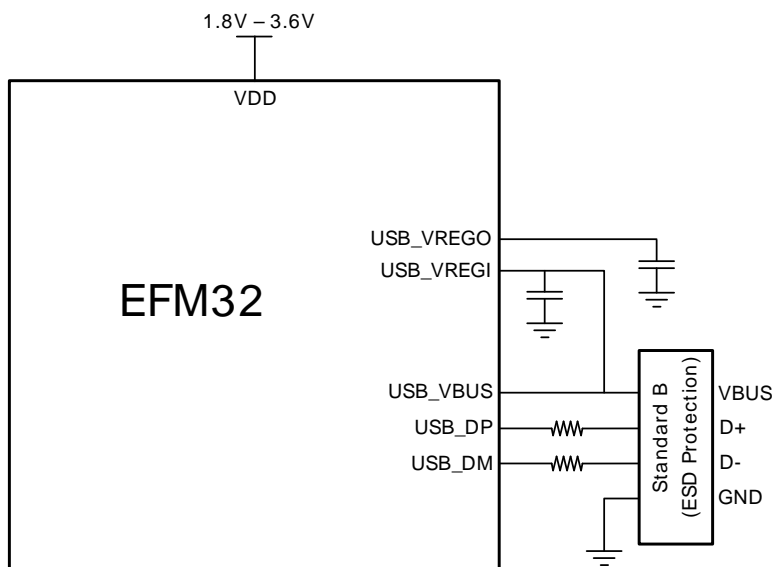 1.8V – 3.6V
VDD
USB_VREGO
USB_VREGI
EFM32
USB_VBUS
USB_DP
USB_DM
Standard B
(ESD Protection)
VBUS
D+
D-
GND